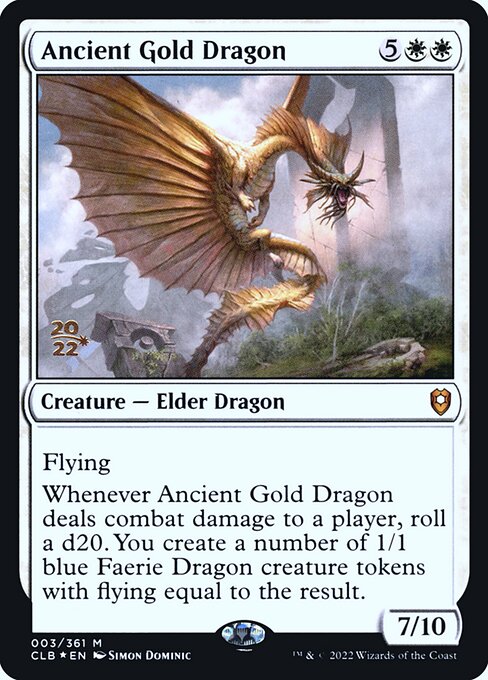 Ancient Gold Dragon 5
20
22
Creature — Elder Dragon
Flying
Whenever Ancient Gold Dragon
deals combat damage to a player, roll
a d20. You create a number of 1/1
blue Faerie Dragon creature tokens
with flying equal to the result.
7/10
003/361 M
CLB ★ EN Simon Dominic
™ & © 2022 Wizards of the Coast